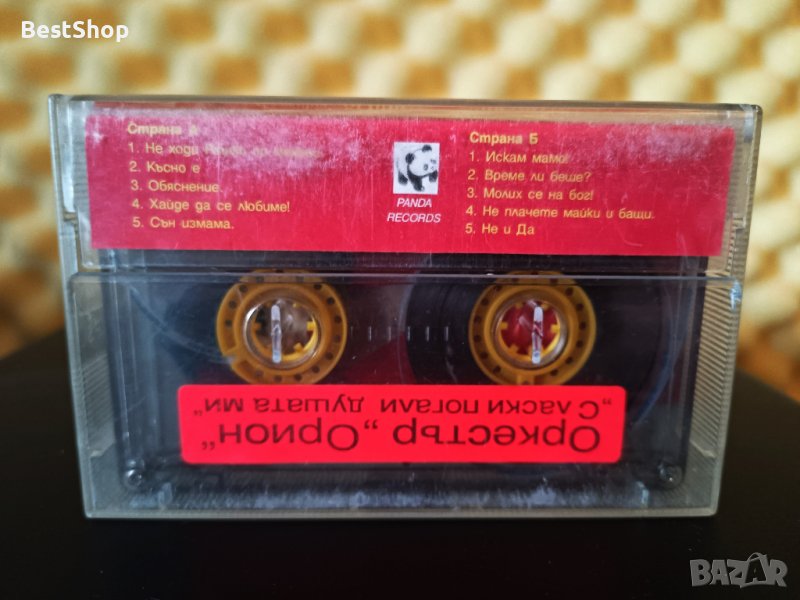 BestShop
Страна А
1. Не ходи
2. Късно е
3. Обяснение.
4. Хайде да се любиме!
5. Сън измама.
PANDA
RECORDS
Страна Б
1. Искам мамо!
2. Време ли беше?
3. Молих се на бог!
4. Не плачете майки и бащи.
5. Не и Да
Оркестър „Орион“
„С ласки погали душата ми“
BAZAR